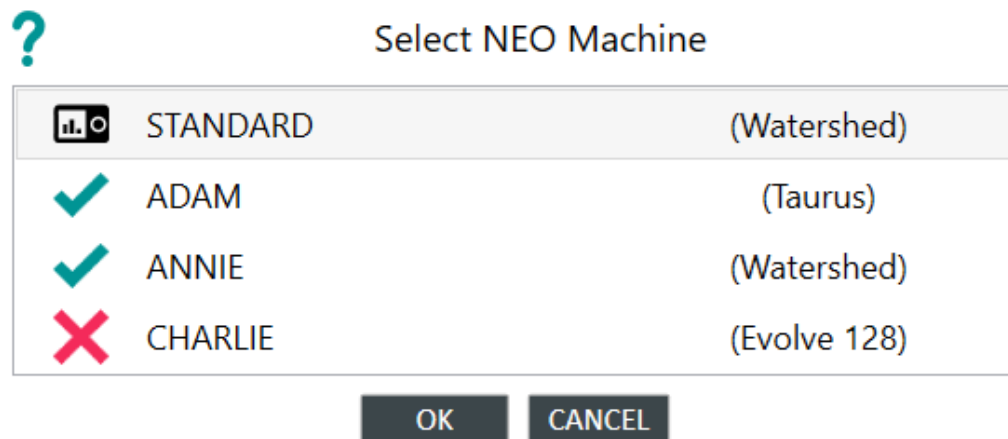 Select NEO Machine
STANDARD (Watershed)
ADAM (Taurus)
ANNIE (Watershed)
CHARLIE (Evolve 128)
OK CANCEL